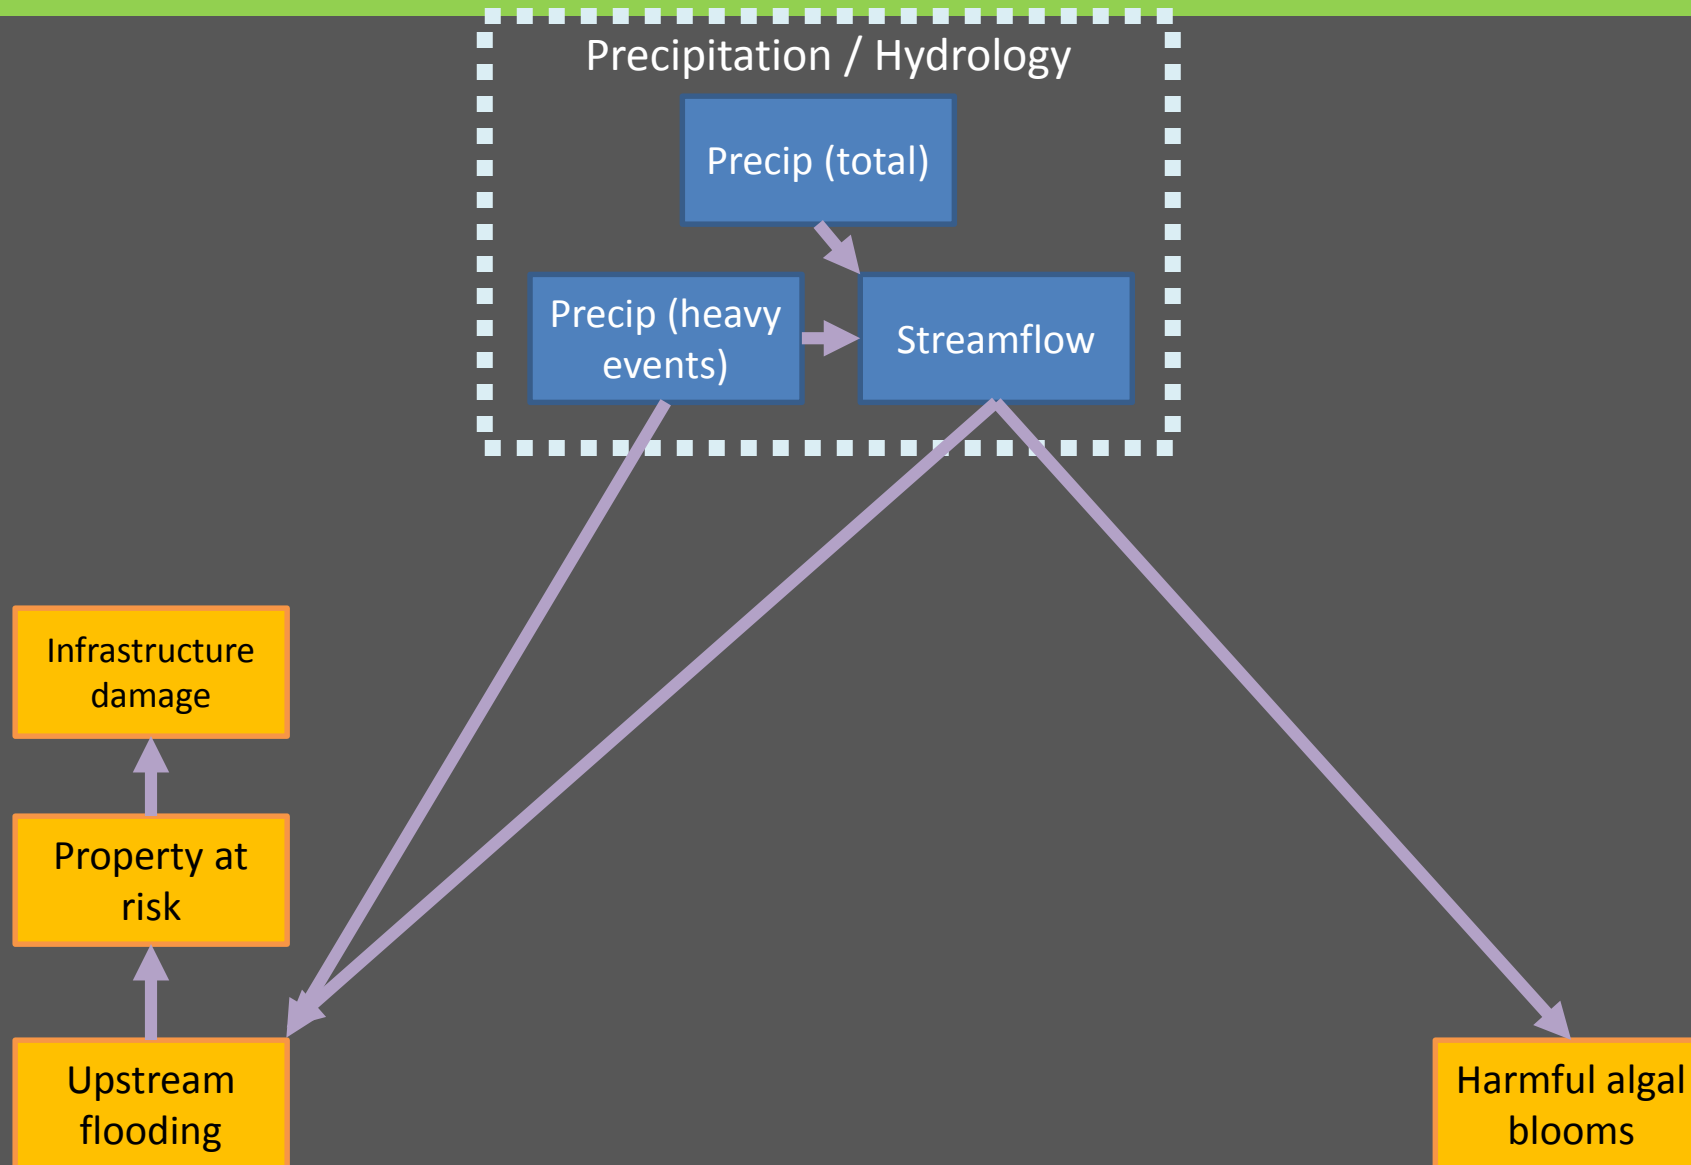 Precipitation / Hydrology
Precip (total)
Precip (heavy
events)
Streamflow
Infrastructure
damage
Property at
risk
Upstream
flooding
Harmful algal
blooms